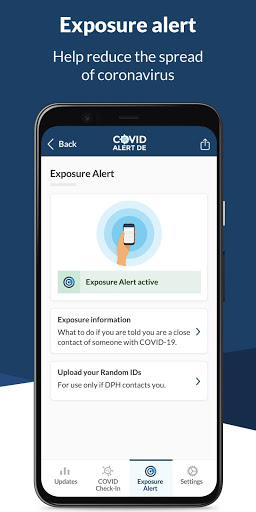 Exposure alert
Help reduce the spread
of coronavirus
Back
COVID
ALERT DE
Exposure Alert
Exposure Alert active
Exposure information
What to do if you are told you are a close
contact of someone with COVID-19.
Upload your Random IDs
For use only if DPH contacts you.
Updates
COVID
Check-In
Exposure
Alert
Settings